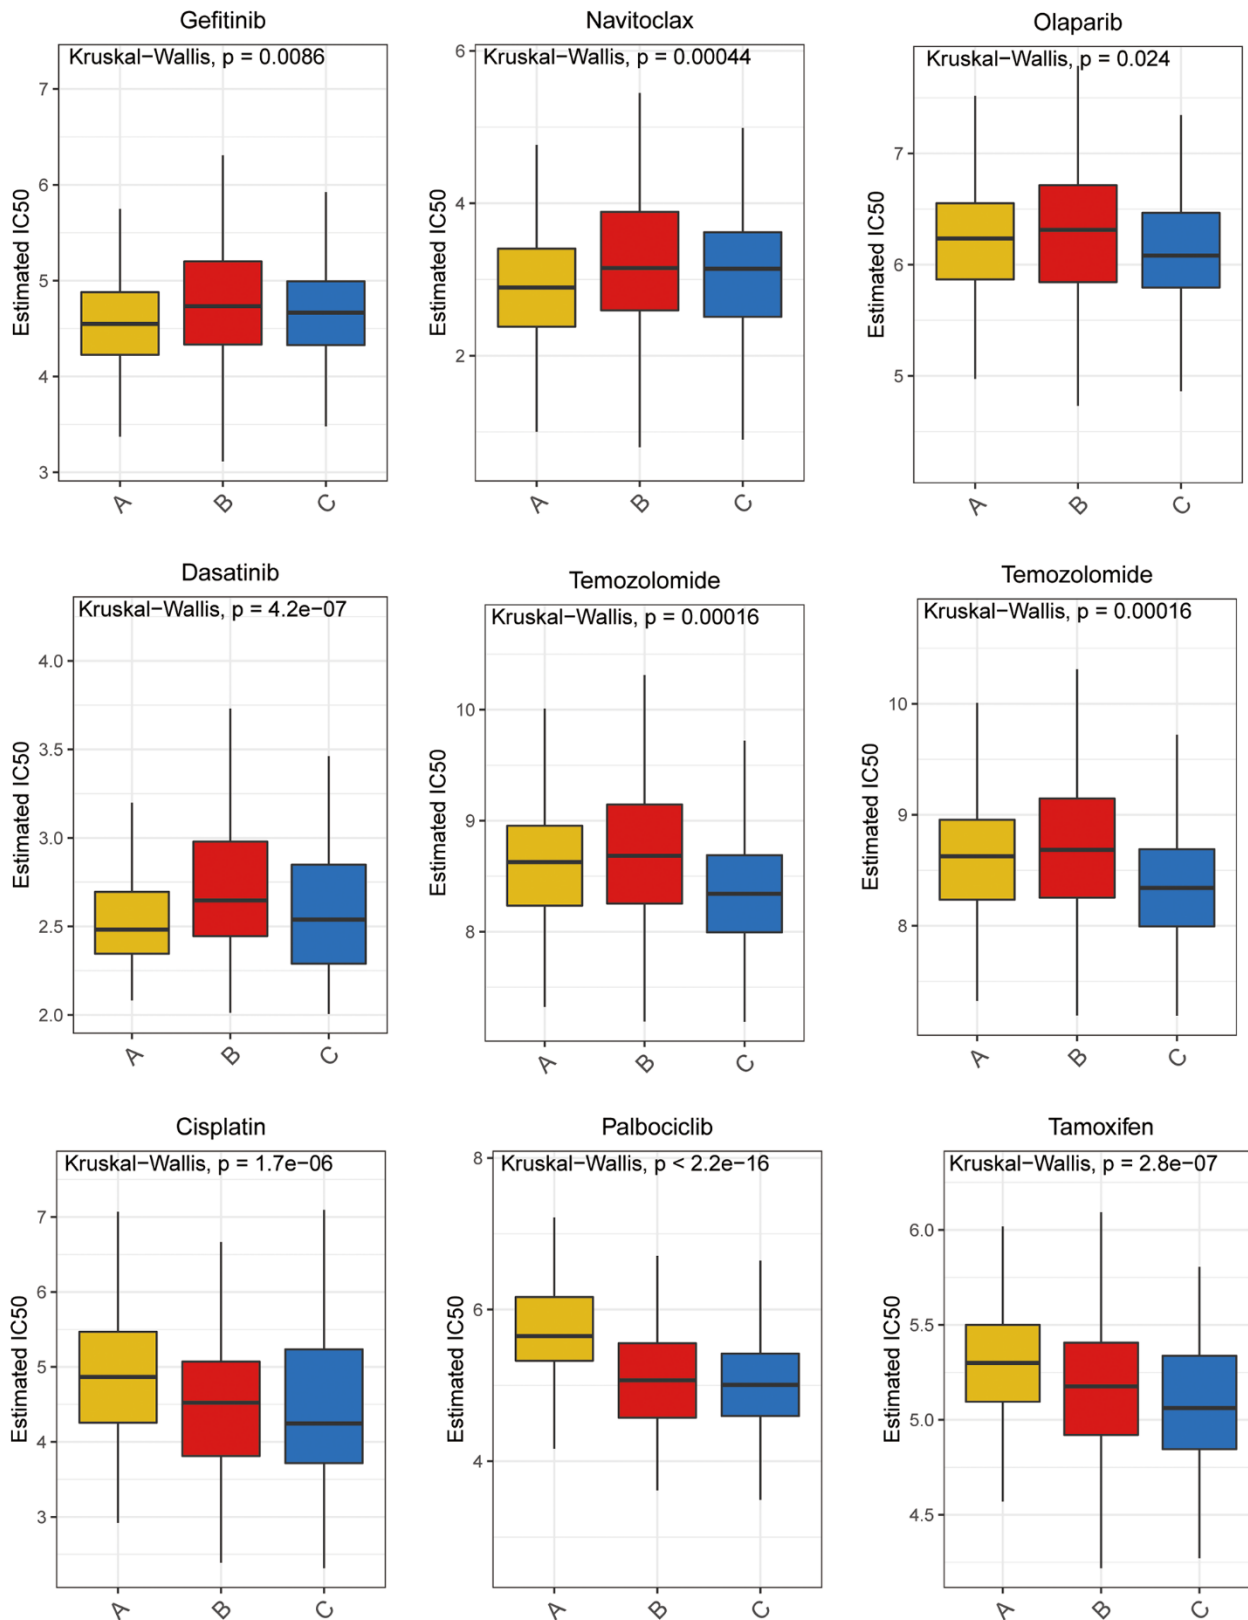 Gefitinib
Kruskal−Wallis, p = 0.0086
Estimated IC50
7
6
5
4
3
A
B
C
Navitoclax
Kruskal−Wallis, p = 0.00044
Estimated IC50
6
4
2
A
B
C
Olaparib
Kruskal−Wallis, p = 0.024
Estimated IC50
7
6
5
A
B
C
Dasatinib
Kruskal−Wallis, p = 4.2e−07
Estimated IC50
4.0
3.5
3.0
2.5
2.0
A
B
C
Temozolomide
Kruskal−Wallis, p = 0.00016
Estimated IC50
10
9
8
A
B
C
Temozolomide
Kruskal−Wallis, p = 0.00016
Estimated IC50
10
9
8
A
B
C
Cisplatin
Kruskal−Wallis, p = 1.7e−06
Estimated IC50
7
6
5
4
3
A
B
C
Palbociclib
Kruskal−Wallis, p < 2.2e−16
Estimated IC50
8
6
4
A
B
C
Tamoxifen
Kruskal−Wallis, p = 2.8e−07
Estimated IC50
6.0
5.5
5.0
4.5
A
B
C